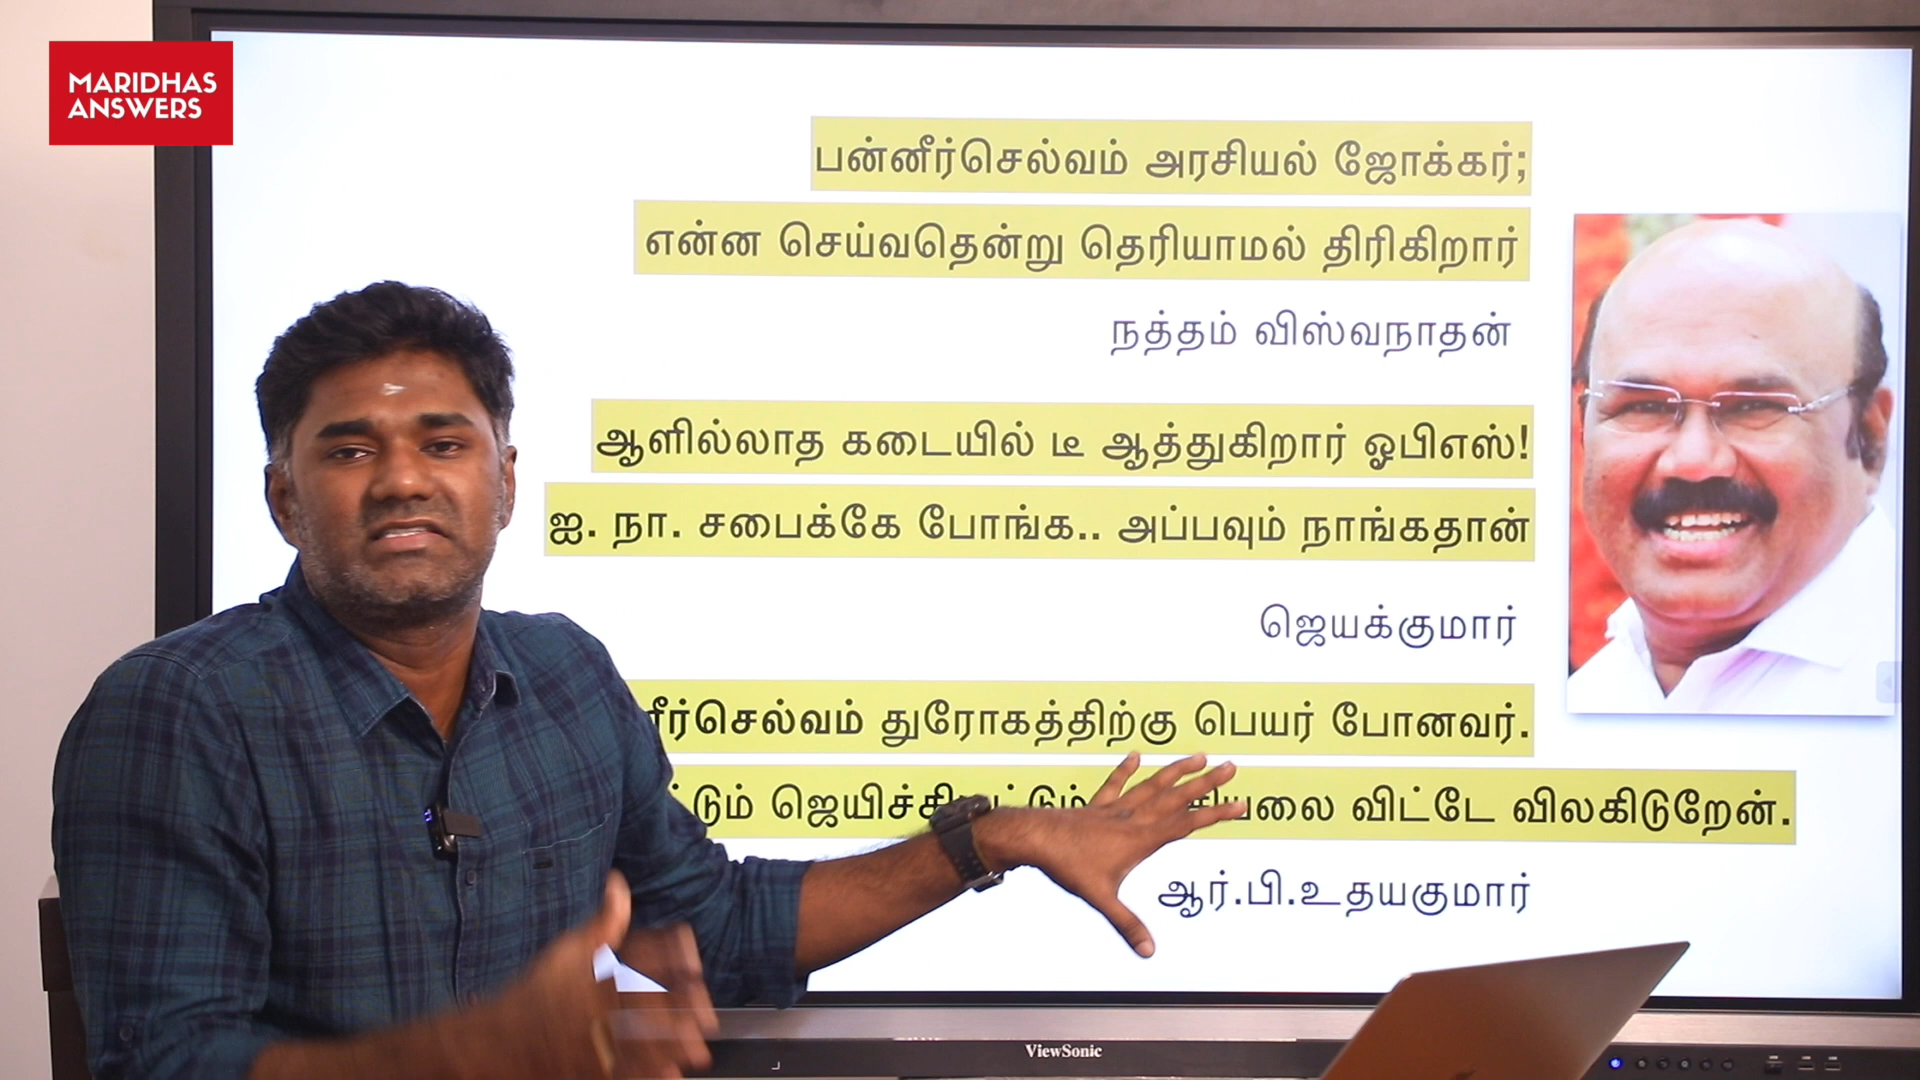 MARIDHAS
ANSWERS
பன்னீர்செல்வம் அரசியல் ஜோக்கர்;
என்ன செய்வதென்று தெரியாமல் திரிகிறார்
நத்தம் விஸ்வநாதன்
ஆளில்லாத கடையில் டீ ஆத்துகிறார் ஓபிஎஸ்!
ஐ. நா. சபைக்கே போங்க.. அப்பவும் நாங்கதான்
ஜெயக்குமார்
துரோகத்திற்கு பெயர் போனவர்.
விட்டே விலகிடுறேன்.
ஆர்.பி.உதயகுமார்
ViewSonic